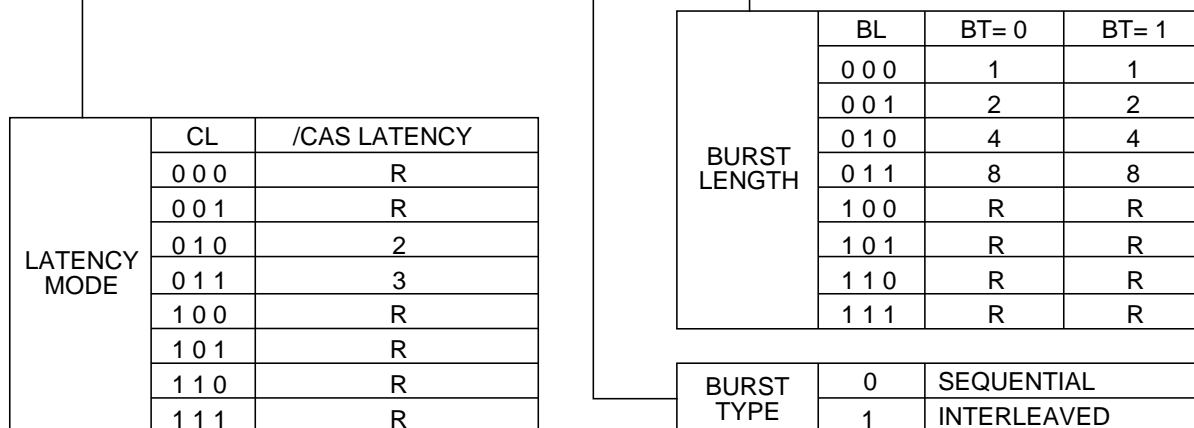 BL BT= 0 BT= 1
0 0 0 1 1
0 0 1 2 2
0 1 0 4 4
BURST LENGTH
0 1 1 8 8
1 0 0 R R
1 0 1 R R
1 1 0 R R
1 1 1 R R
CL /CAS LATENCY
0 0 0 R
0 0 1 R
0 1 0 2
LATENCY MODE
0 1 1 3
1 0 0 R
1 0 1 R
1 1 0 R
1 1 1 R
BURST TYPE
0 SEQUENTIAL
1 INTERLEAVED